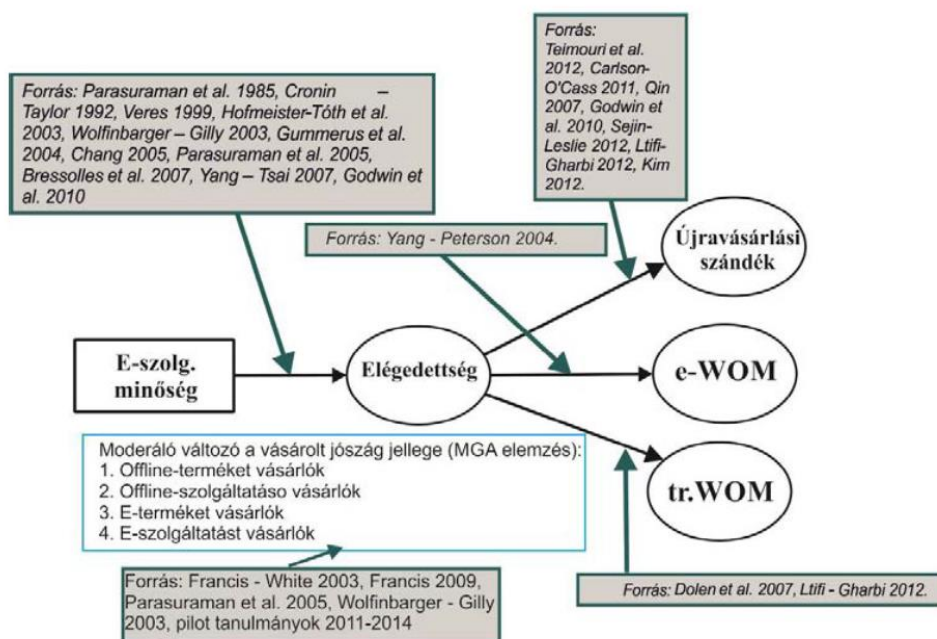 Forrás: Parasuraman et al. 1985, Cronin –
Taylor 1992, Veres 1999, Hofmeister-Tóth et al.
2003, Wolfinbarger – Gilly 2003, Gummerus et al.
2004, Chang 2005, Parasuraman et al. 2005,
Bressolles et al. 2007, Yang – Tsai 2007, Godwin et
al. 2010
Forrás:
Teimouri et al.
2012, Carlson-
O'Cass 2011, Qin
2007, Godwin et
al. 2010, Sejin-
Leslie 2012, Ltifi-
Gharbi 2012, Kim
2012.
Forrás: Yang - Peterson 2004.
Újravásárlási
szándék
E-szolg.
minőség
Elégedettség
e-WOM
tr.WOM
Moderáló változó a vásárolt jószág jellege (MGA elemzés):
1. Offline-terméket vásárlók
2. Offline-szolgáltatáso vásárlók
3. E-terméket vásárlók
4. E-szolgáltatást vásárlók
Forrás: Francis - White 2003, Francis 2009,
Parasuraman et al. 2005, Wolfinbarger - Gilly
2003, pilot tanulmányok 2011-2014
Forrás: Dolen et al. 2007, Ltifi - Gharbi 2012.